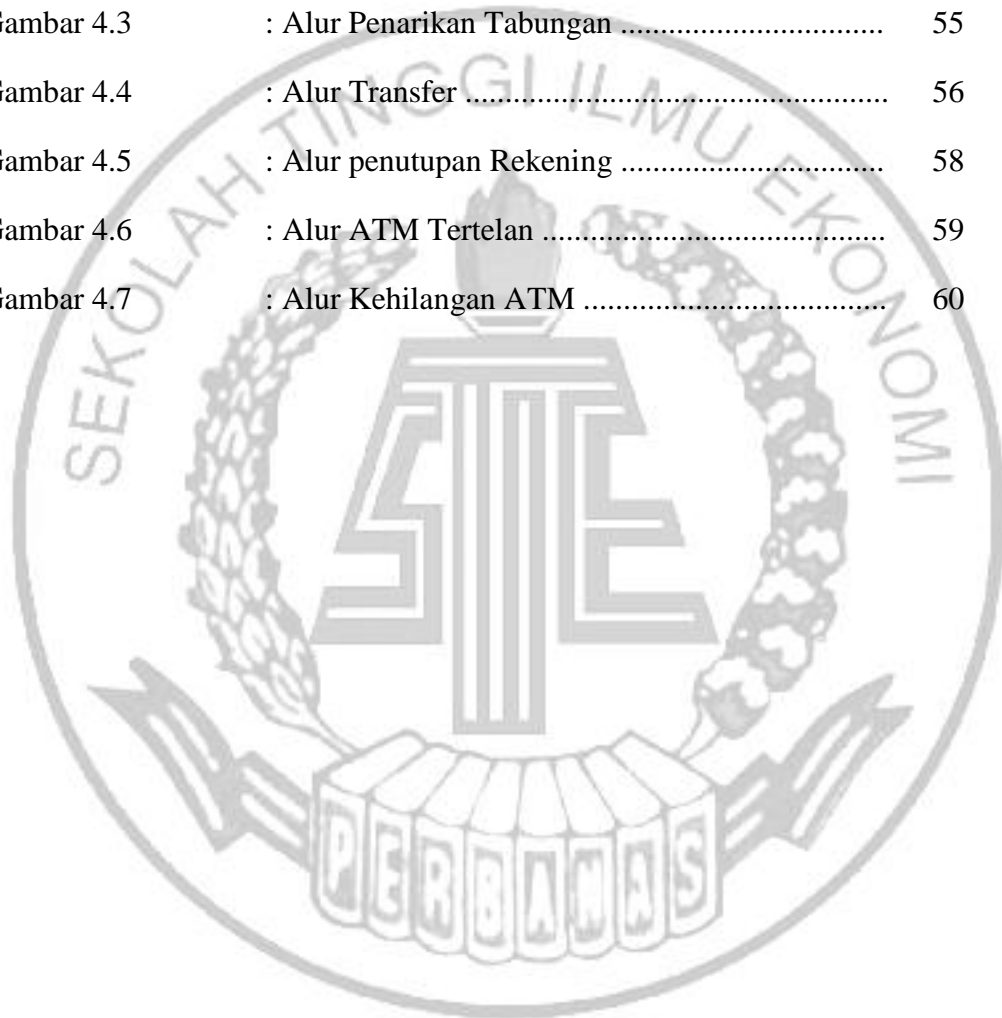 Gambar 4.3 : Alur Penarikan Tabungan ................................. 55
Gambar 4.4 : Alur Transfer ..................................................... 56
Gambar 4.5 : Alur penutupan Rekening ................................. 58
Gambar 4.6 : Alur ATM Tertelan ........................................... 59
Gambar 4.7 : Alur Kehilangan ATM ...................................... 60
SEKOLAH TINGGI ILMU EKONOMI
STIE
PERBANAS